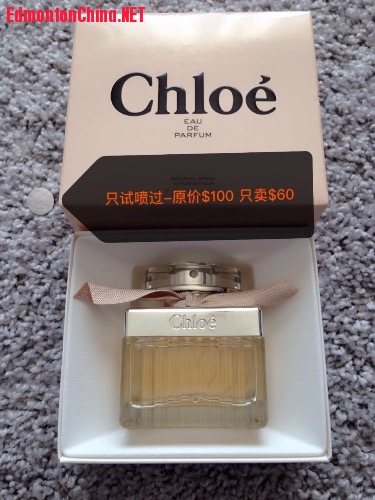 EdmontonChina.NET
Chloé
EAU
DE
PARFUM
只试喷过-原价$100 只卖$60
Chloé